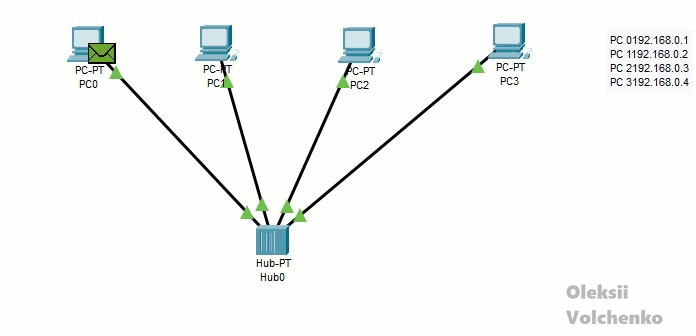 PC-PT
PC0
PC-PT
PC1
PC-PT
PC2
PC-PT
PC3
PC 0192.168.0.1
PC 1192.168.0.2
PC 2192.168.0.3
PC 3192.168.0.4
Hub-PT
Hub0
Oleksii
Volchenko